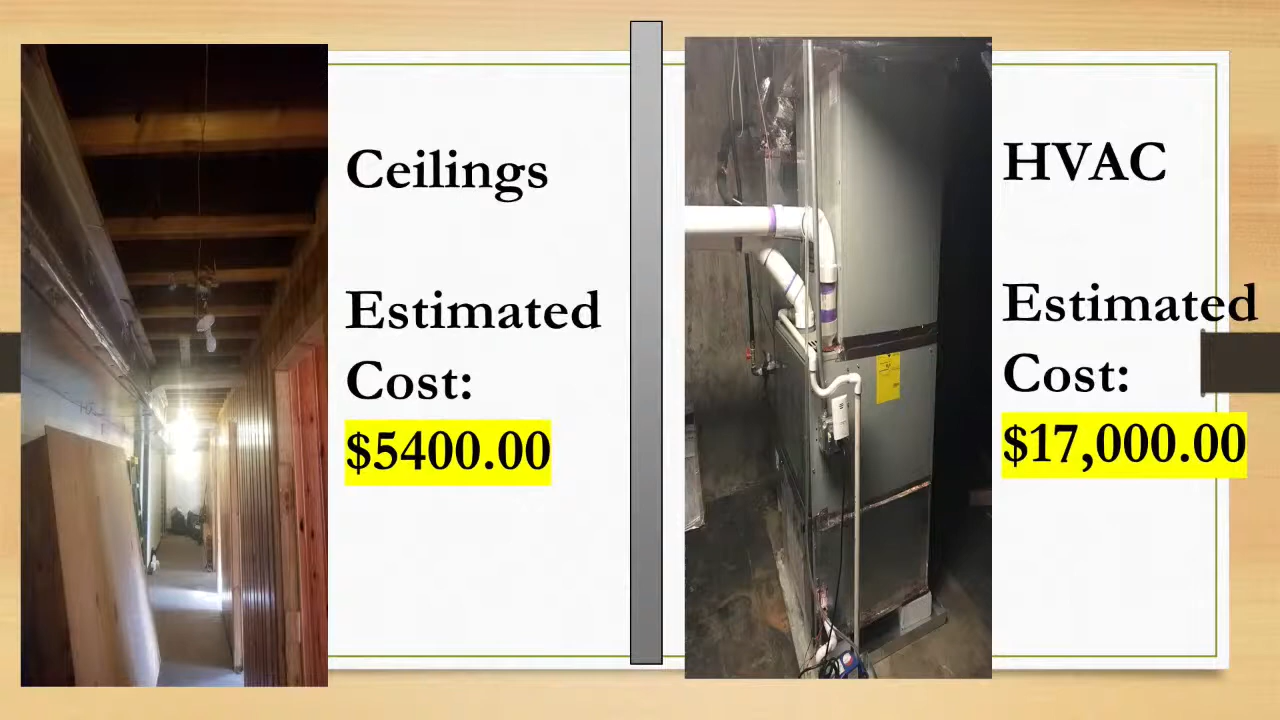 Ceilings
Estimated
Cost:
$5400.00
HVAC
Estimated
Cost:
$17,000.00